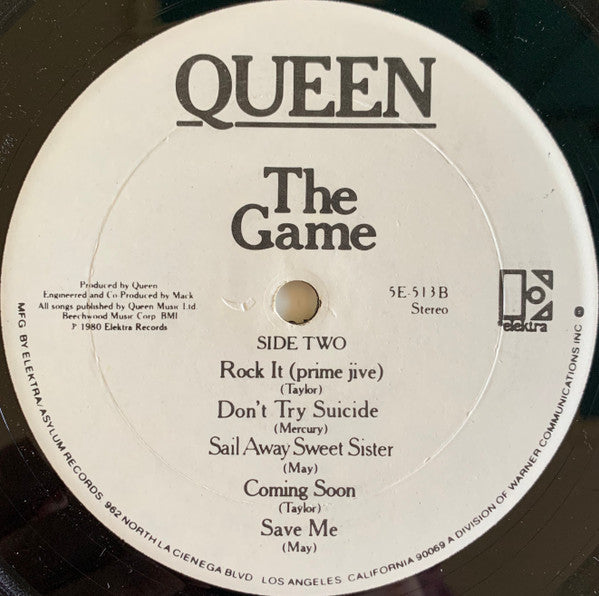 QUEEN
The
Game
Produced by Queen
Engineered and Co Produced by Mack
All songs published by Queen Music Ltd.
Beechwood Music Corp BMI
℗ 1980 Elektra Records
5E-513B
Stereo
elektra
SIDE TWO
Rock It (prime jive)
(Taylor)
Don't Try Suicide
(Mercury)
Sail Away Sweet Sister
(May)
Coming Soon
(Taylor)
Save Me
(May)
MFG BY ELEKTRA/ASYLUM RECORDS 962 NORTH LA CIENEGA BLVD LOS ANGELES CALIFORNIA 90069 A DIVISION OF WARNER COMMUNICATIONS INC